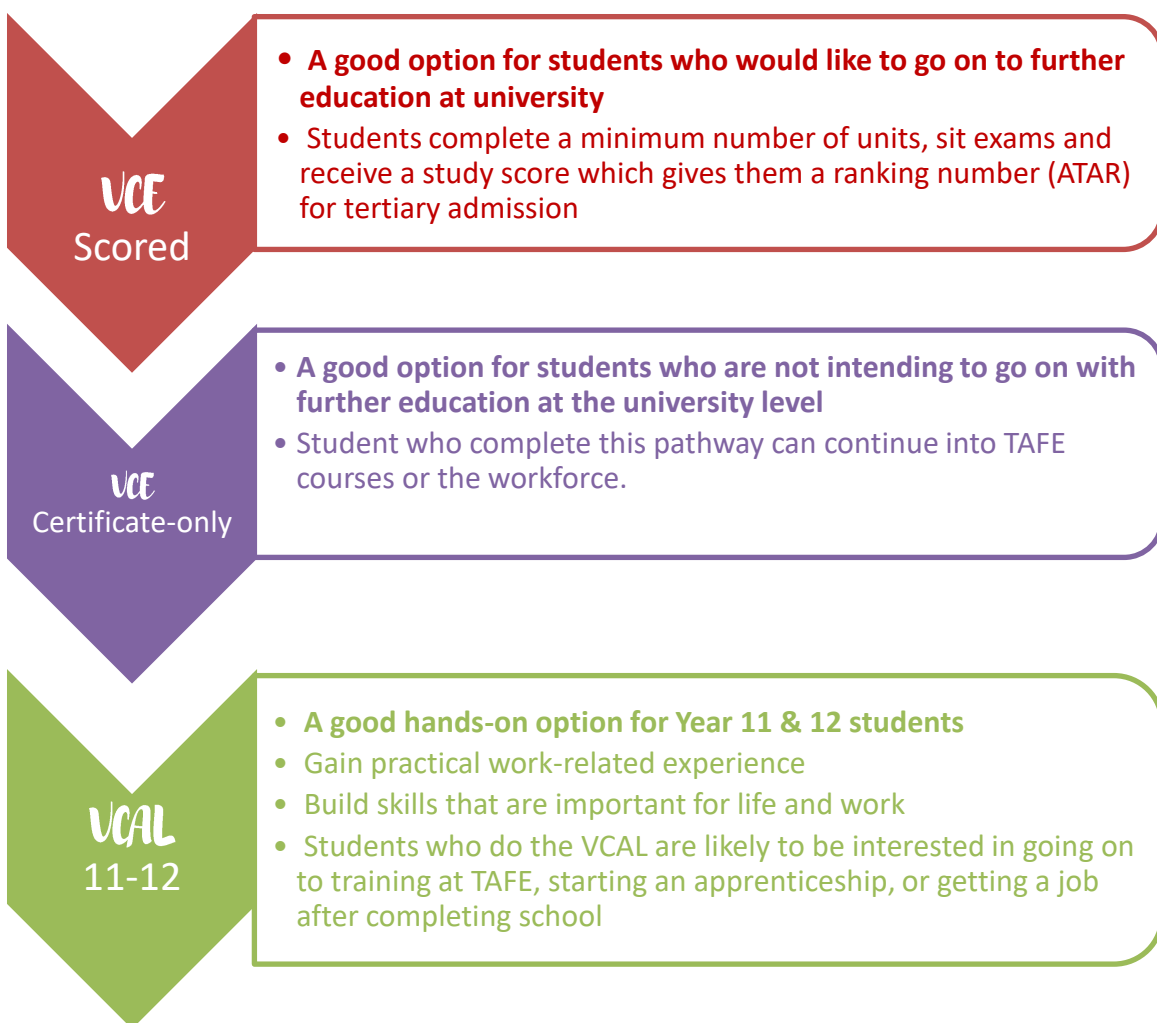 VCE
Scored
• A good option for students who would like to go on to further
education at university
• Students complete a minimum number of units, sit exams and
receive a study score which gives them a ranking number (ATAR)
for tertiary admission
VCE
Certificate-only
• A good option for students who are not intending to go on with
further education at the university level
• Student who complete this pathway can continue into TAFE
courses or the workforce.
VCAL
11-12
• A good hands-on option for Year 11 & 12 students
• Gain practical work-related experience
• Build skills that are important for life and work
• Students who do the VCAL are likely to be interested in going on
to training at TAFE, starting an apprenticeship, or getting a job
after completing school